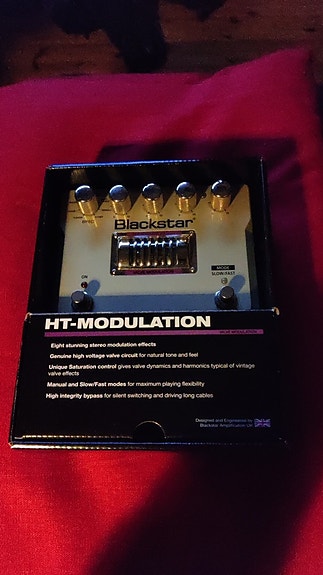 Blackstar
ON
MODE
SLOW/FAST
HT-MODULATION
HT-MODULATION
Eight stunning stereo modulation effects
Genuine high voltage valve circuit for natural tone and feel
Unique Saturation control gives valve dynamics and harmonics typical of vintage
valve effects
Manual and Slow/Fast modes for maximum playing flexibility
High integrity bypass for silent switching and driving long cables
Designed and Engineered by
Blackstar Amplification UK